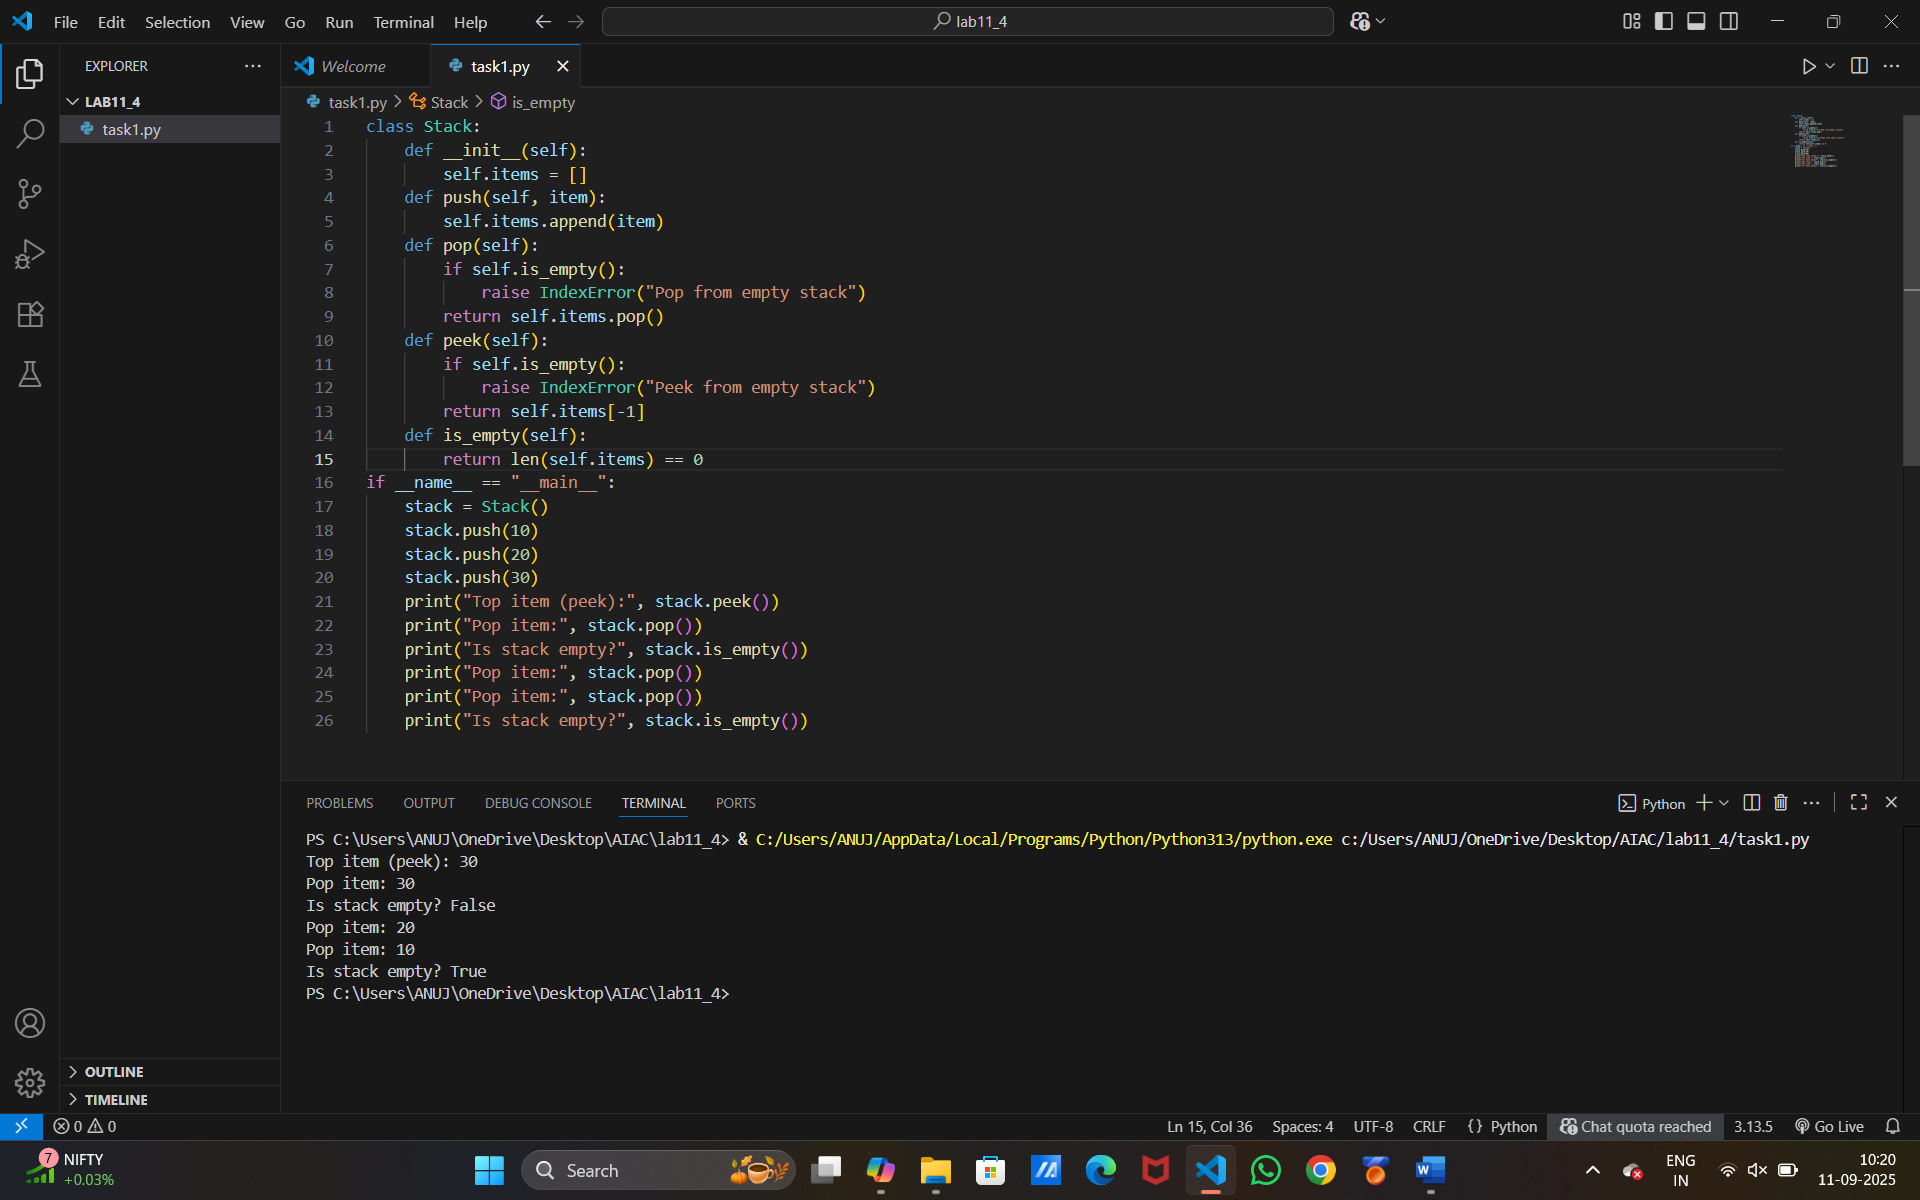 File Edit Selection View Go Run Terminal Help
lab11_4
EXPLORER
LAB11_4
task1.py
Welcome
task1.py
task1.py > Stack > is_empty
1 class Stack:
2     def __init__(self):
3         self.items = []
4     def push(self, item):
5         self.items.append(item)
6     def pop(self):
7         if self.is_empty():
8             raise IndexError("Pop from empty stack")
9         return self.items.pop()
10     def peek(self):
11         if self.is_empty():
12             raise IndexError("Peek from empty stack")
13         return self.items[-1]
14     def is_empty(self):
15         return len(self.items) == 0
16 if __name__ == "__main__":
17     stack = Stack()
18     stack.push(10)
19     stack.push(20)
20     stack.push(30)
21     print("Top item (peek):", stack.peek())
22     print("Pop item:", stack.pop())
23     print("Is stack empty?", stack.is_empty())
24     print("Pop item:", stack.pop())
25     print("Pop item:", stack.pop())
26     print("Is stack empty?", stack.is_empty())
PROBLEMS OUTPUT DEBUG CONSOLE TERMINAL PORTS
Python
PS C:\Users\ANUJ\OneDrive\Desktop\AIAC\lab11_4> & C:/Users/ANUJ/AppData/Local/Programs/Python/Python313/python.exe c:/Users/ANUJ/OneDrive/Desktop/AIAC/lab11_4/task1.py
Top item (peek): 30
Pop item: 30
Is stack empty? False
Pop item: 20
Pop item: 10
Is stack empty? True
PS C:\Users\ANUJ\OneDrive\Desktop\AIAC\lab11_4>
OUTLINE
TIMELINE
0 0
Ln 15, Col 36 Spaces: 4 UTF-8 CRLF {} Python Chat quota reached 3.13.5 Go Live
7
NIFTY
+0.03%
Search
ENG
IN
10:20
11-09-2025